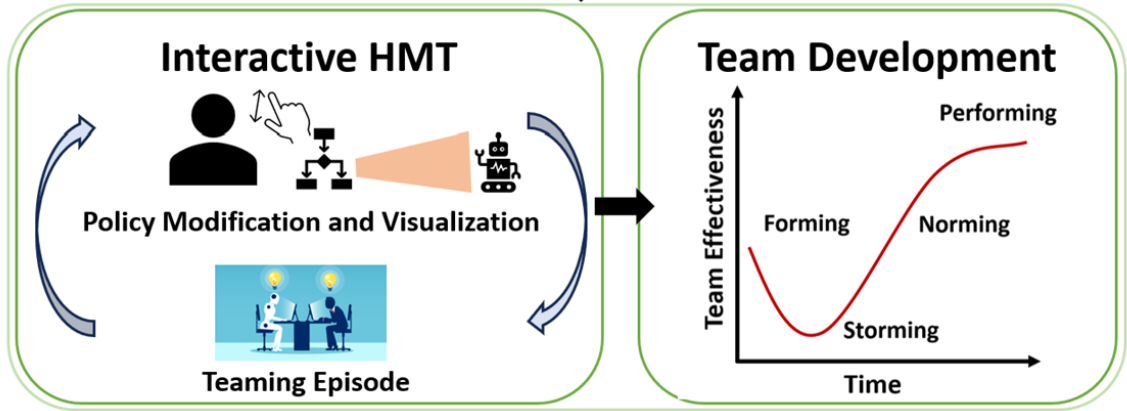 Interactive HMT
Policy Modification and Visualization
Teaming Episode
Team Development
Team Effectiveness
Performing
Forming
Norming
Storming
Time